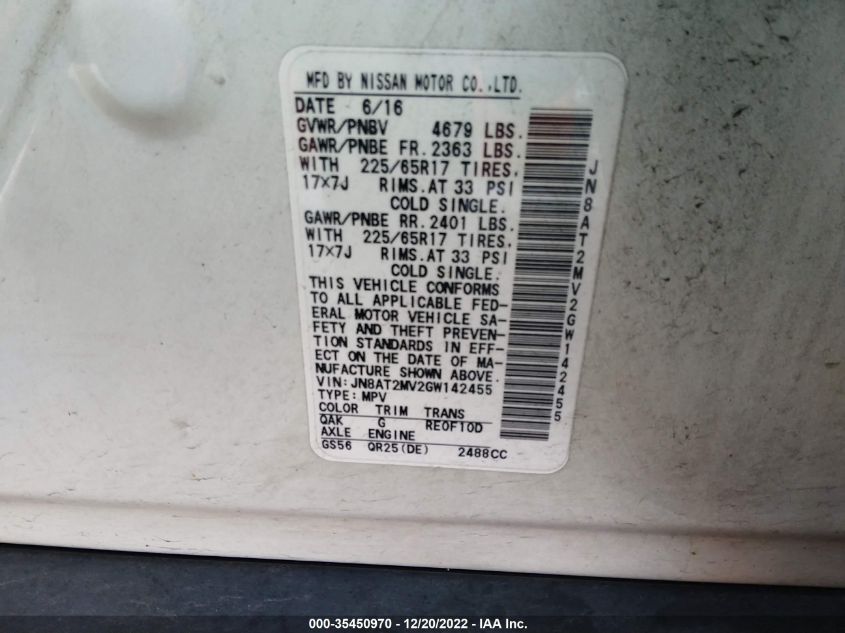 MFD BY NISSAN MOTOR CO.,LTD.
DATE 6/16
GVWR/PNBV 4679 LBS.
GAWR/PNBE FR. 2363 LBS.
WITH 225/65R17 TIRES.
17×7J RIMS. AT 33 PSI
COLD SINGLE.
GAWR/PNBE RR. 2401 LBS.
WITH 225/65R17 TIRES.
17×7J RIMS. AT 33 PSI
COLD SINGLE.
THIS VEHICLE CONFORMS
TO ALL APPLICABLE FED-
ERAL MOTOR VEHICLE SA-
FETY AND THEFT PREVEN-
TION STANDARDS IN EFF-
ECT ON THE DATE OF MA-
NUFACTURE SHOWN ABOVE.
VIN: JN8AT2MV2GW142455
TYPE: MPV
COLOR TRIM TRANS
QAK G RE0F10D
AXLE ENGINE
GS56 QR25(DE) 2488CC
JN8AT2MV2GW142455
000-35450970 - 12/20/2022 - IAA Inc.